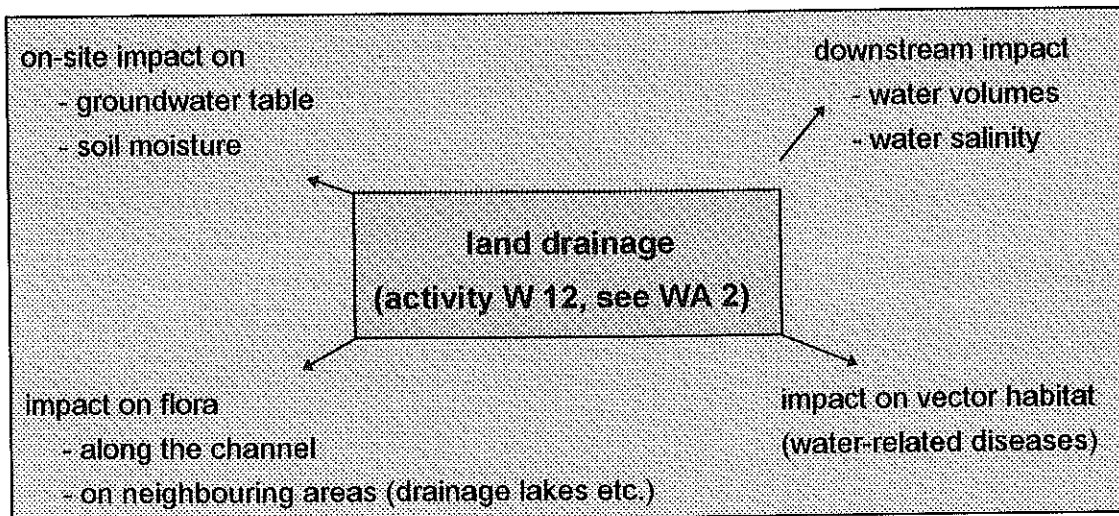 on-site impact on
- groundwater table
- soil moisture
downstream impact
- water volumes
- water salinity
land drainage
(activity W 12, see WA 2)
impact on flora
- along the channel
- on neighbouring areas (drainage lakes etc.)
impact on vector habitat
(water-related diseases)